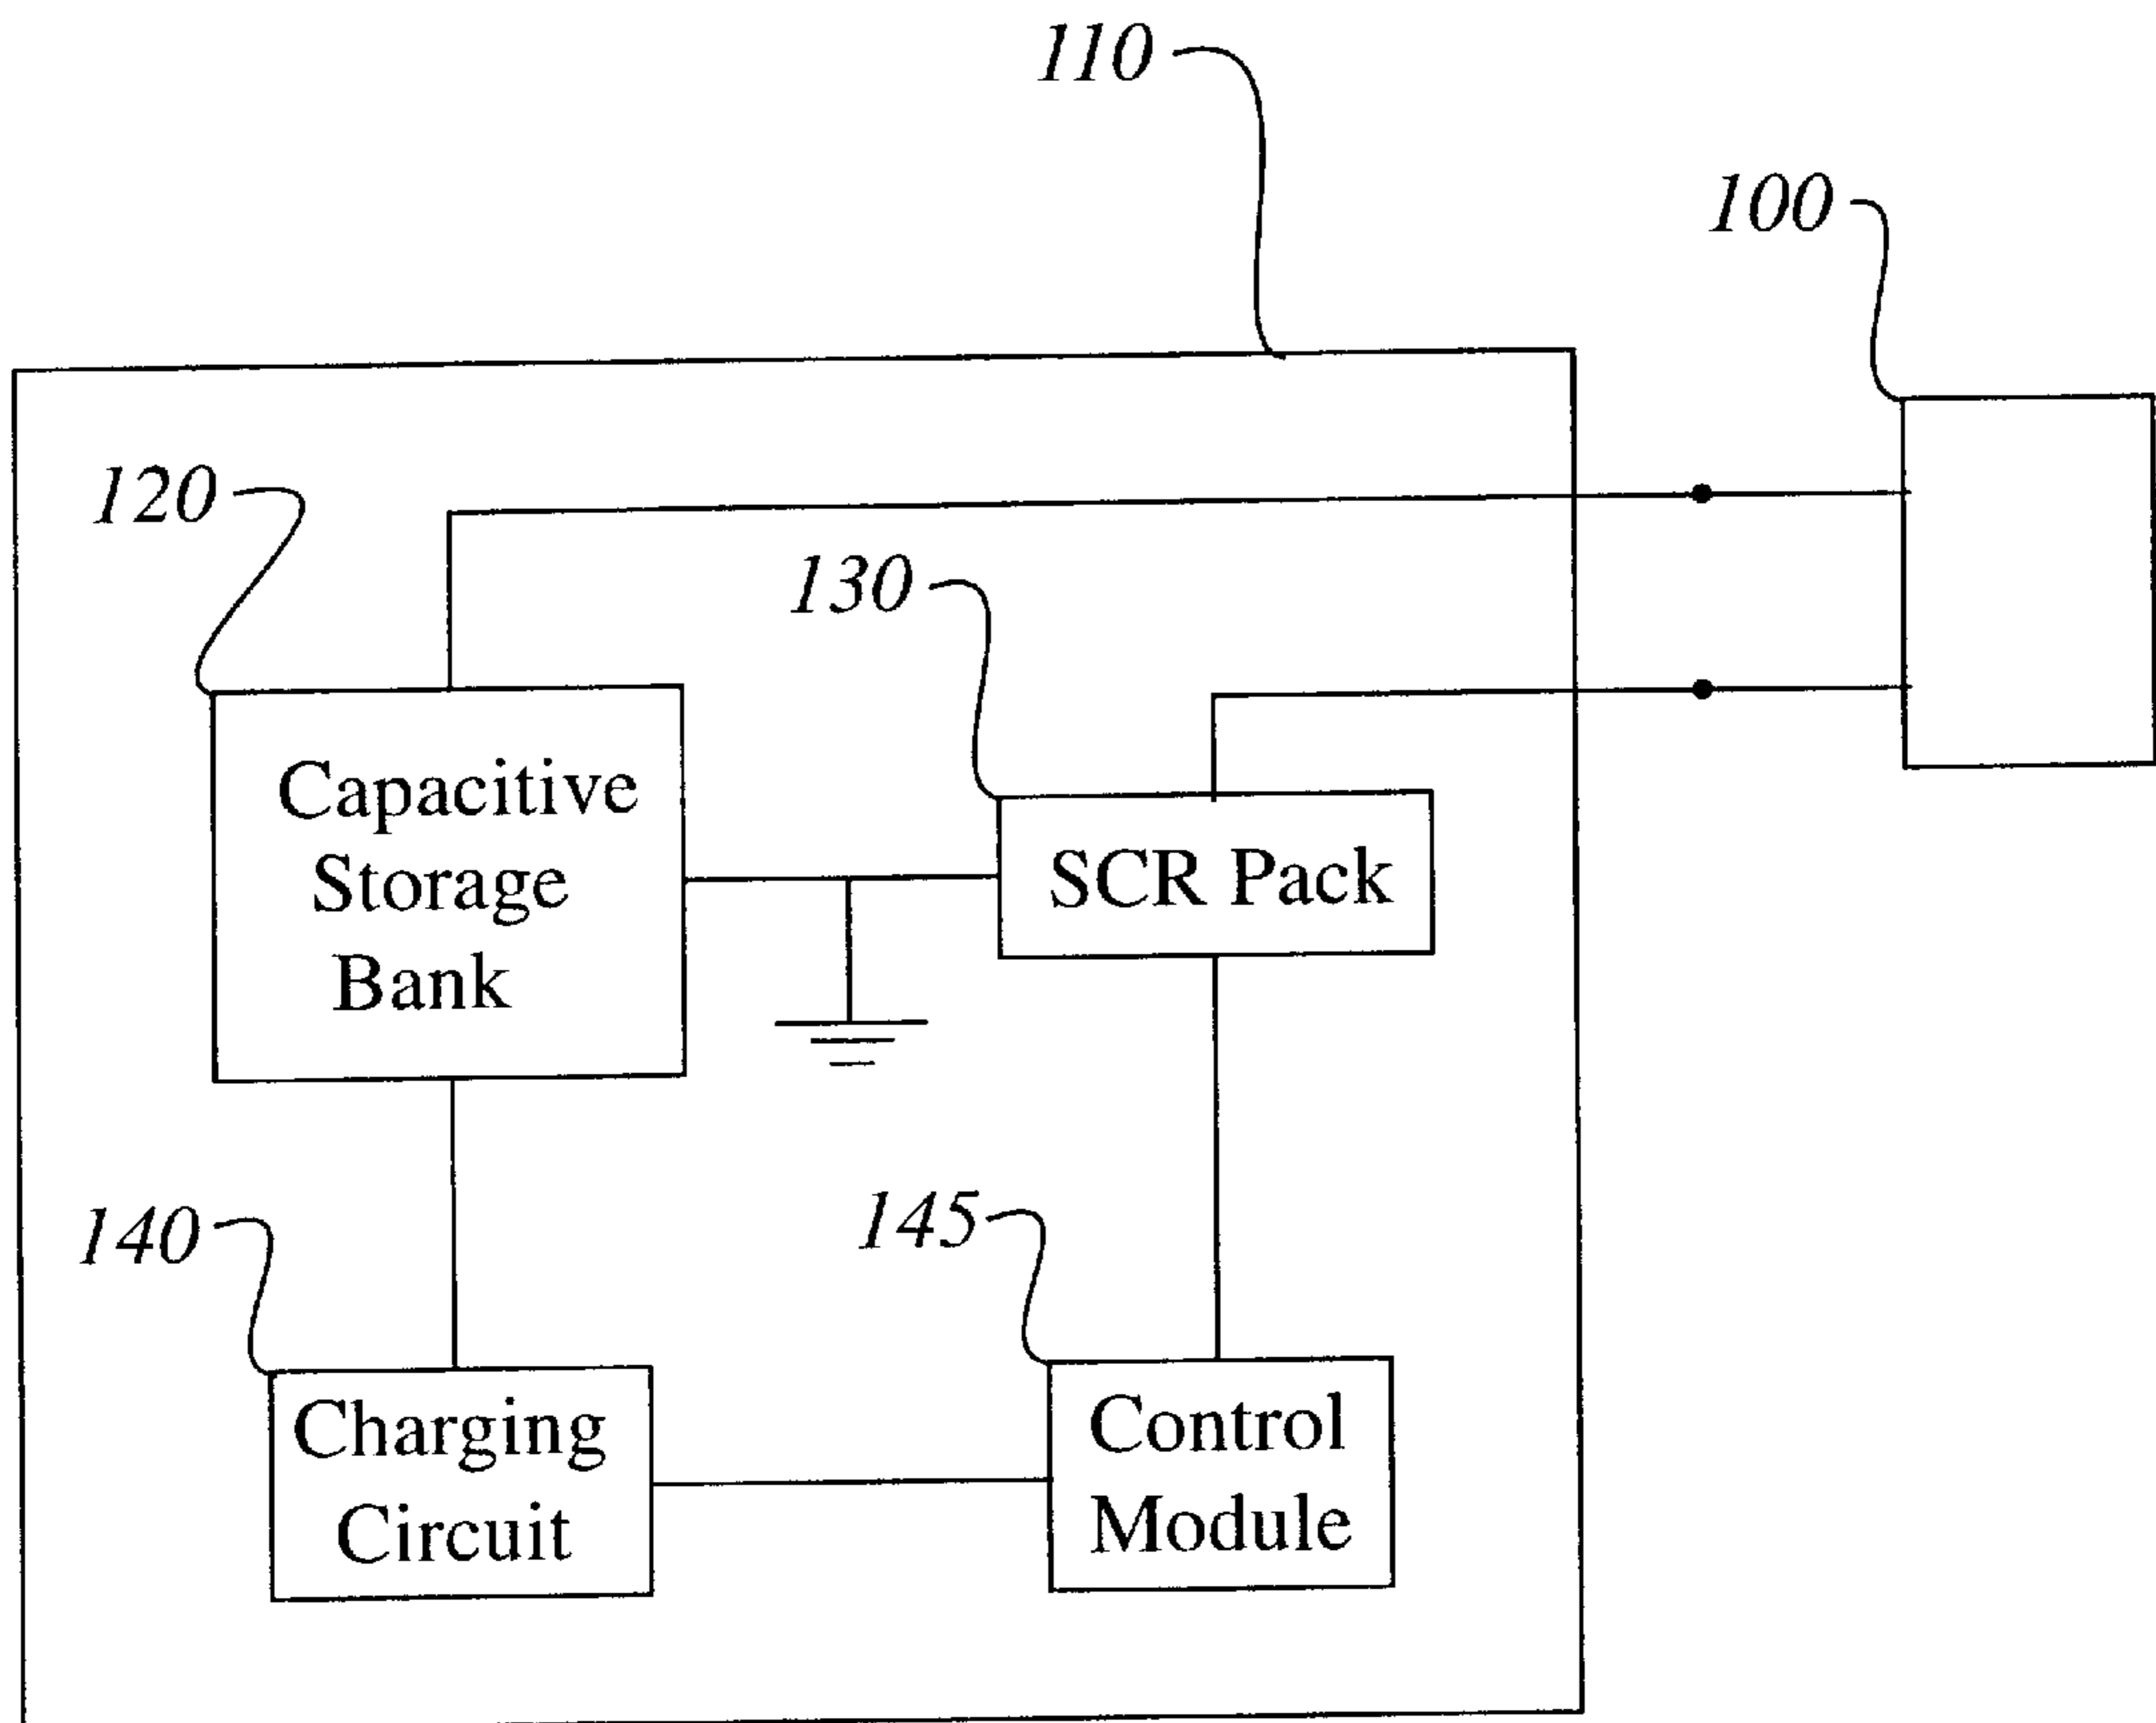 110
100
120
130
Capacitive
Storage
Bank
SCR Pack
140
145
Charging
Circuit
Control
Module